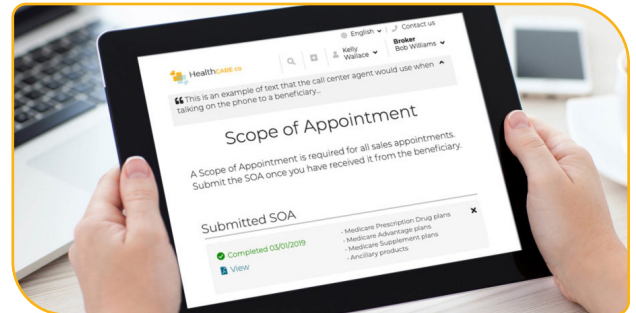 English
Contact us
HealthCARE.co
Kelly
Wallace
Broker
Bob Williams
❝ This is an example of text that the call center agent would use when
talking on the phone to a beneficiary...
Scope of Appointment
A Scope of Appointment is required for all sales appointments.
Submit the SOA once you have received it from the beneficiary.
Submitted SOA
Completed 03/01/2019
View
- Medicare Prescription Drug plans
- Medicare Advantage plans
- Medicare Supplement plans
- Ancillary products